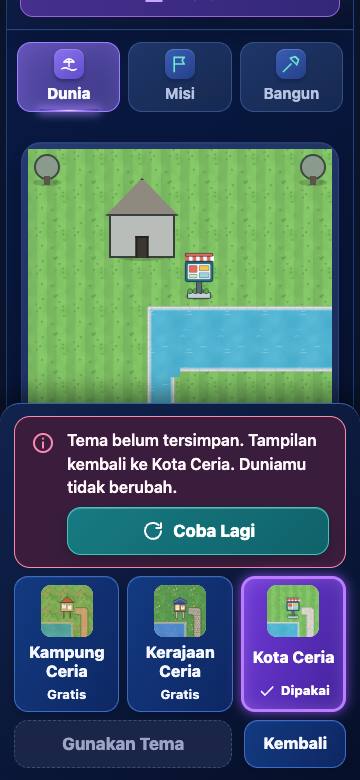 Dunia
Misi
Bangun
Tema belum tersimpan. Tampilan
kembali ke Kota Ceria. Duniamu
tidak berubah.
Coba Lagi
Kampung
Ceria
Gratis
Kerajaan
Ceria
Gratis
Kota Ceria
Dipakai
Gunakan Tema
Kembali